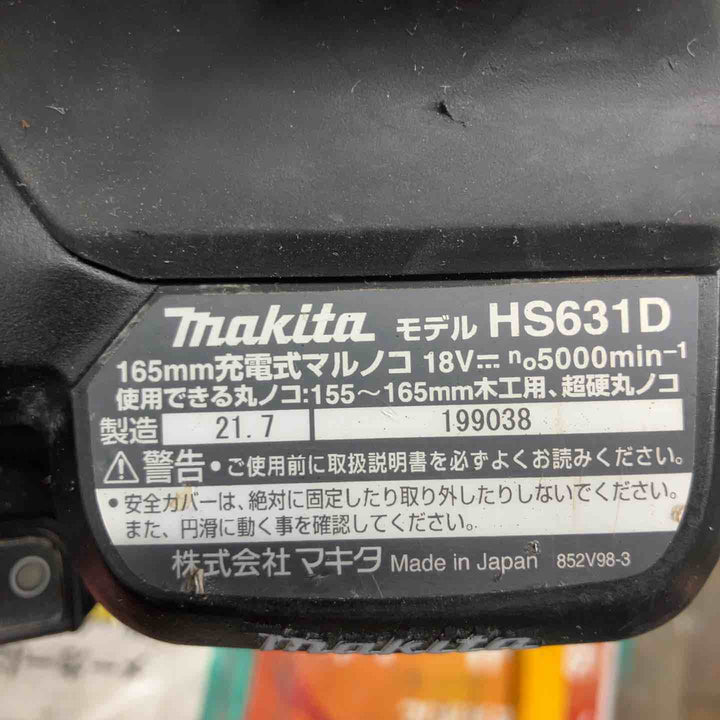 makita モデル HS631D
165mm充電式マルノコ 18V⎓ no5000min-1
使用できる丸ノコ:155～165mm木工用、超硬丸ノコ
製造 21.7 199038
⚠警告・ご使用前に取扱説明書を必ずよくお読みください。
・安全カバーは、絶対に固定したり取り外したりしないでください。
また、円滑に動く事を確認してください。
株式会社マキタ Made in Japan 852V98-3
makita